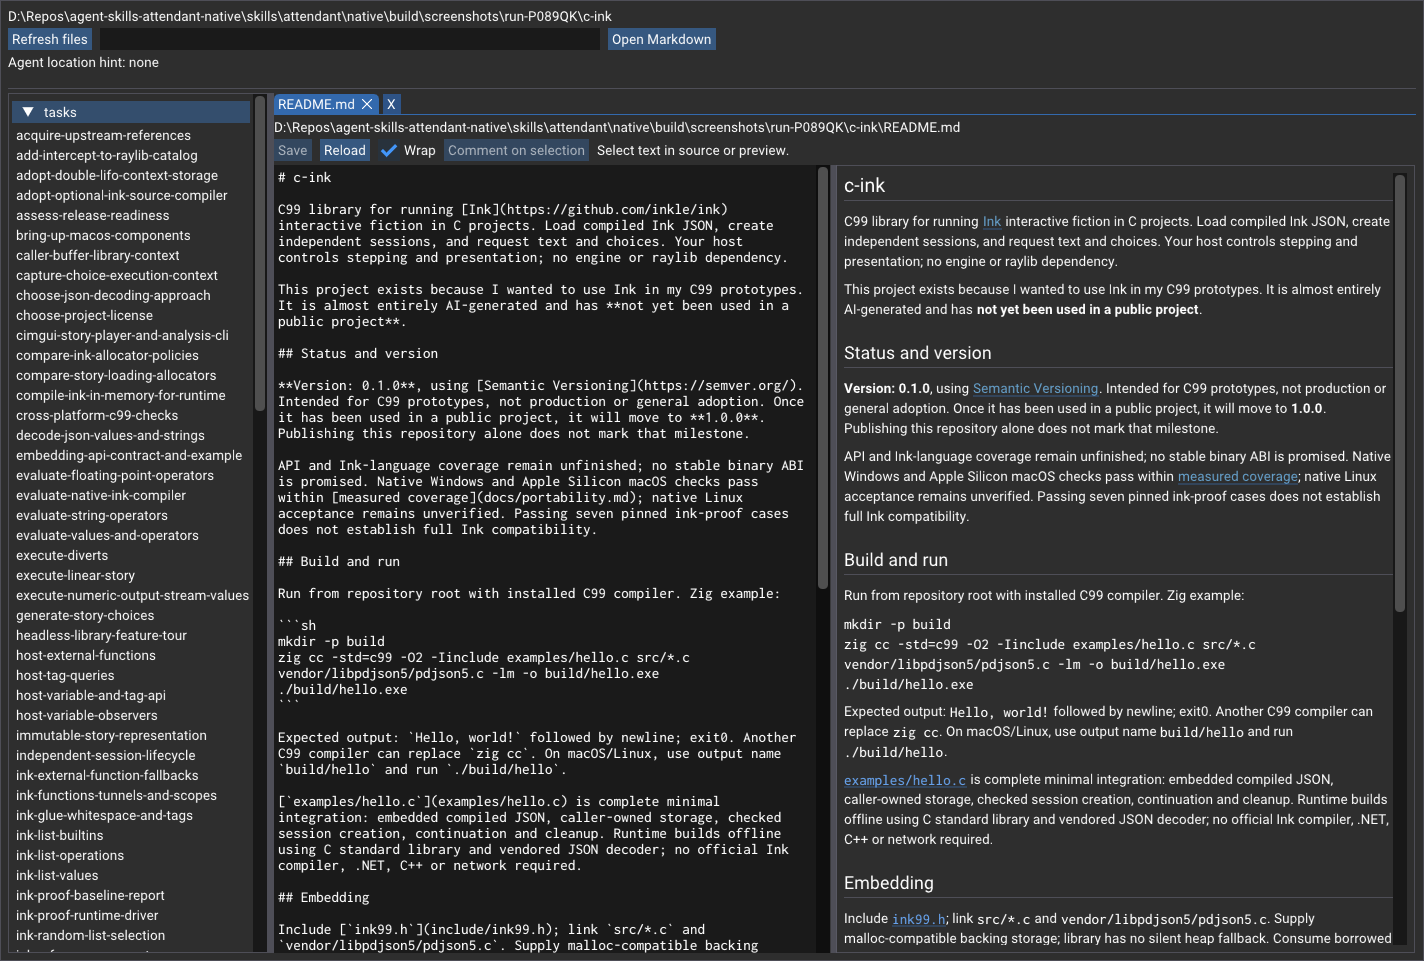 D:\Repos\agent-skills-attendant-native\skills\attendant\native\build\screenshots\run-P089QK\c-ink
Refresh files
Open Markdown
Agent location hint: none
tasks
acquire-upstream-references
add-intercept-to-raylib-catalog
adopt-double-lifo-context-storage
adopt-optional-ink-source-compiler
assess-release-readiness
bring-up-macos-components
caller-buffer-library-context
capture-choice-execution-context
choose-json-decoding-approach
choose-project-license
cimgui-story-player-and-analysis-cli
compare-ink-allocator-policies
compare-story-loading-allocators
compile-ink-in-memory-for-runtime
cross-platform-c99-checks
decode-json-values-and-strings
embedding-api-contract-and-example
evaluate-floating-point-operators
evaluate-native-ink-compiler
evaluate-string-operators
evaluate-values-and-operators
execute-diverts
execute-linear-story
execute-numeric-output-stream-values
generate-story-choices
headless-library-feature-tour
host-external-functions
host-tag-queries
host-variable-and-tag-api
host-variable-observers
immutable-story-representation
independent-session-lifecycle
ink-external-function-fallbacks
ink-functions-tunnels-and-scopes
ink-glue-whitespace-and-tags
ink-list-builtins
ink-list-operations
ink-list-values
ink-proof-baseline-report
ink-proof-runtime-driver
ink-random-list-selection
README.md
X
D:\Repos\agent-skills-attendant-native\skills\attendant\native\build\screenshots\run-P089QK\c-ink\README.md
Save
Reload
Wrap
Comment on selection
Select text in source or preview.
# c-ink
C99 library for running [Ink](https://github.com/inkle/ink)
interactive fiction in C projects. Load compiled Ink JSON, create
independent sessions, and request text and choices. Your host
controls stepping and presentation; no engine or raylib dependency.
This project exists because I wanted to use Ink in my C99 prototypes.
It is almost entirely AI-generated and has **not yet been used in a
public project**.
## Status and version
**Version: 0.1.0**, using [Semantic Versioning](https://semver.org/).
Intended for C99 prototypes, not production or general adoption. Once
it has been used in a public project, it will move to **1.0.0**.
Publishing this repository alone does not mark that milestone.
API and Ink-language coverage remain unfinished; no stable binary ABI
is promised. Native Windows and Apple Silicon macOS checks pass
within [measured coverage](docs/portability.md); native Linux
acceptance remains unverified. Passing seven pinned ink-proof cases
does not establish full Ink compatibility.
## Build and run
Run from repository root with installed C99 compiler. Zig example:
```sh
mkdir -p build
zig cc -std=c99 -O2 -Iinclude examples/hello.c src/*.c
vendor/libpdjson5/pdjson5.c -lm -o build/hello.exe
./build/hello.exe
```
Expected output: `Hello, world!` followed by newline; exit0. Another
C99 compiler can replace `zig cc`. On macOS/Linux, use output name
`build/hello` and run `./build/hello`.
[`examples/hello.c`](examples/hello.c) is complete minimal
integration: embedded compiled JSON, caller-owned storage, checked
session creation, continuation and cleanup. Runtime builds offline
using C standard library and vendored JSON decoder; no official Ink
compiler, .NET, C++ or network required.
## Embedding
Include [`ink99.h`](include/ink99.h); link `src/*.c` and
`vendor/libpdjson5/pdjson5.c`. Supply malloc-compatible backing
c-ink
C99 library for running Ink interactive fiction in C projects. Load compiled Ink JSON, create
independent sessions, and request text and choices. Your host controls stepping and
presentation; no engine or raylib dependency.
This project exists because I wanted to use Ink in my C99 prototypes. It is almost entirely
AI-generated and has not yet been used in a public project.
Status and version
Version: 0.1.0, using Semantic Versioning. Intended for C99 prototypes, not production or
general adoption. Once it has been used in a public project, it will move to 1.0.0.
Publishing this repository alone does not mark that milestone.
API and Ink-language coverage remain unfinished; no stable binary ABI is promised. Native
Windows and Apple Silicon macOS checks pass within measured coverage; native Linux
acceptance remains unverified. Passing seven pinned ink-proof cases does not establish
full Ink compatibility.
Build and run
Run from repository root with installed C99 compiler. Zig example:
mkdir -p build
zig cc -std=c99 -O2 -Iinclude examples/hello.c src/*.c
vendor/libpdjson5/pdjson5.c -lm -o build/hello.exe
./build/hello.exe
Expected output: Hello, world! followed by newline; exit0. Another C99 compiler can
replace zig cc. On macOS/Linux, use output name build/hello and run
./build/hello.
examples/hello.c is complete minimal integration: embedded compiled JSON,
caller-owned storage, checked session creation, continuation and cleanup. Runtime builds
offline using C standard library and vendored JSON decoder; no official Ink compiler, .NET,
C++ or network required.
Embedding
Include ink99.h; link src/*.c and vendor/libpdjson5/pdjson5.c. Supply
malloc-compatible backing storage; library has no silent heap fallback. Consume borrowed